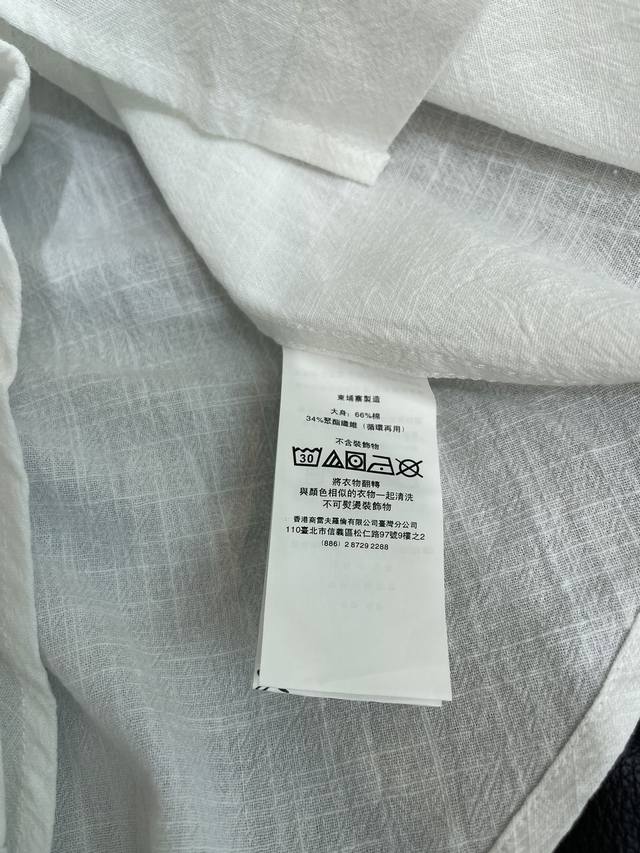 柬埔寨製造
大身: 66%棉
34%聚酯纖維 (循環再用)
不含裝飾物
30
將衣物翻轉
與顏色相似的衣物一起清洗
不可熨燙裝飾物
香港商雷夫羅倫有限公司臺灣分公司
110臺北市信義區松仁路97號9樓之2
(886) 2 8729 2288